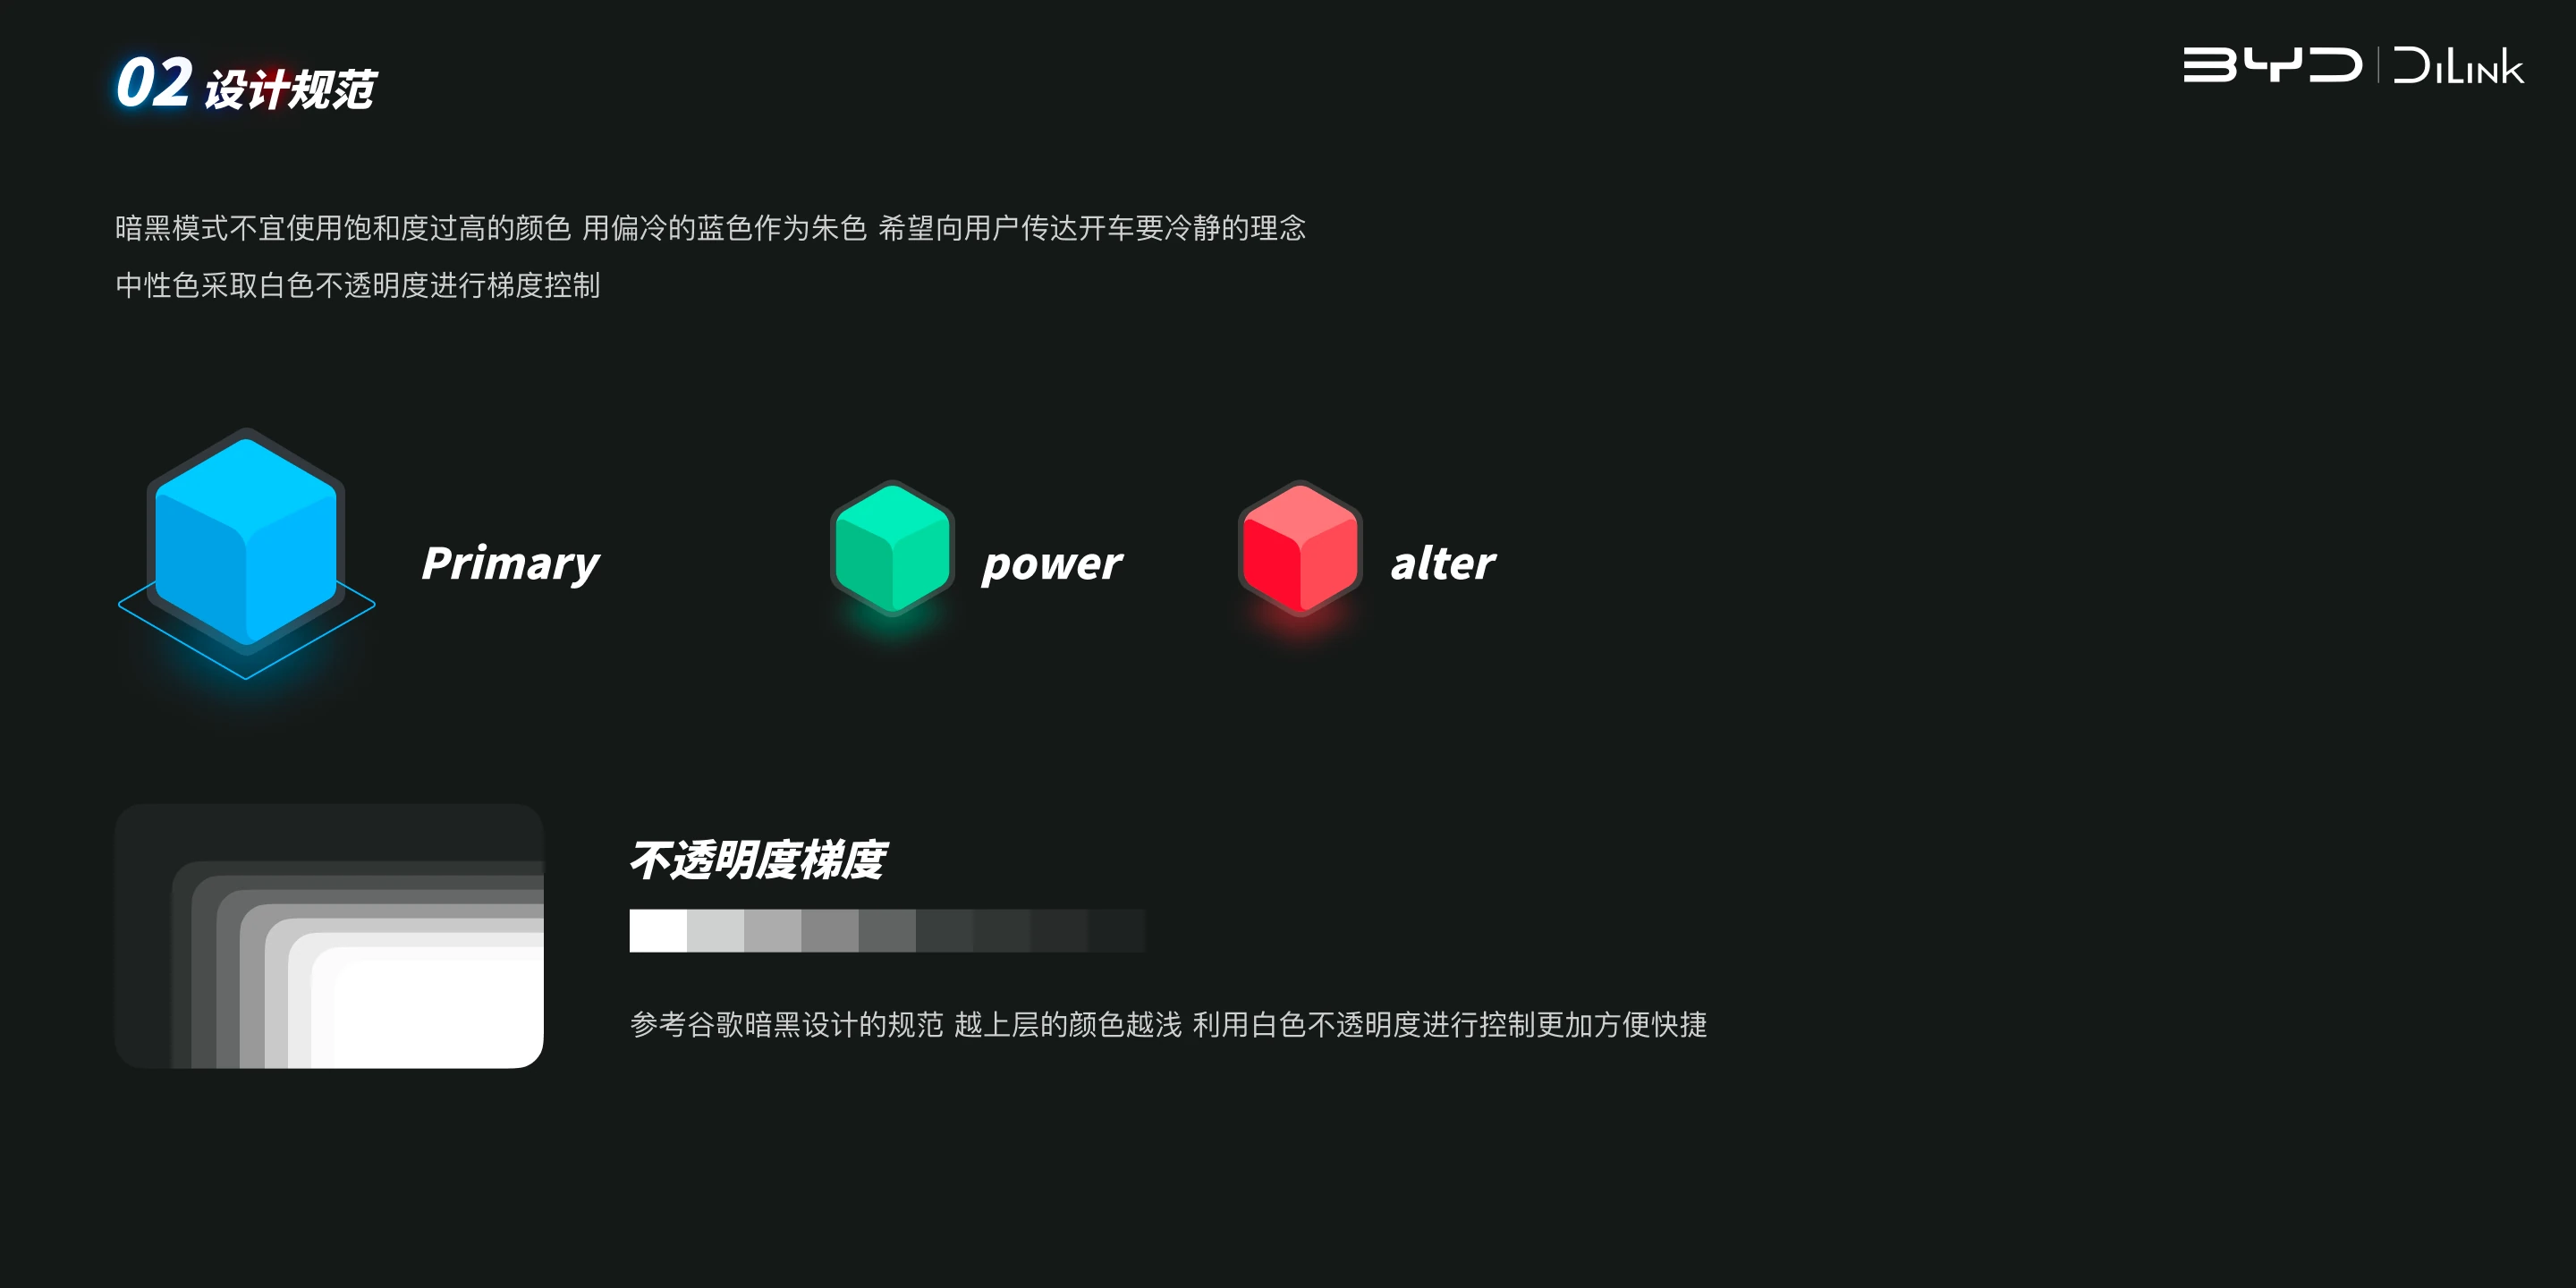 02 设计规范
BYD | DiLink
暗黑模式不宜使用饱和度过高的颜色 用偏冷的蓝色作为朱色 希望向用户传达开车要冷静的理念
中性色采取白色不透明度进行梯度控制
Primary
power
alter
不透明度梯度
参考谷歌暗黑设计的规范 越上层的颜色越浅 利用白色不透明度进行控制更加方便快捷